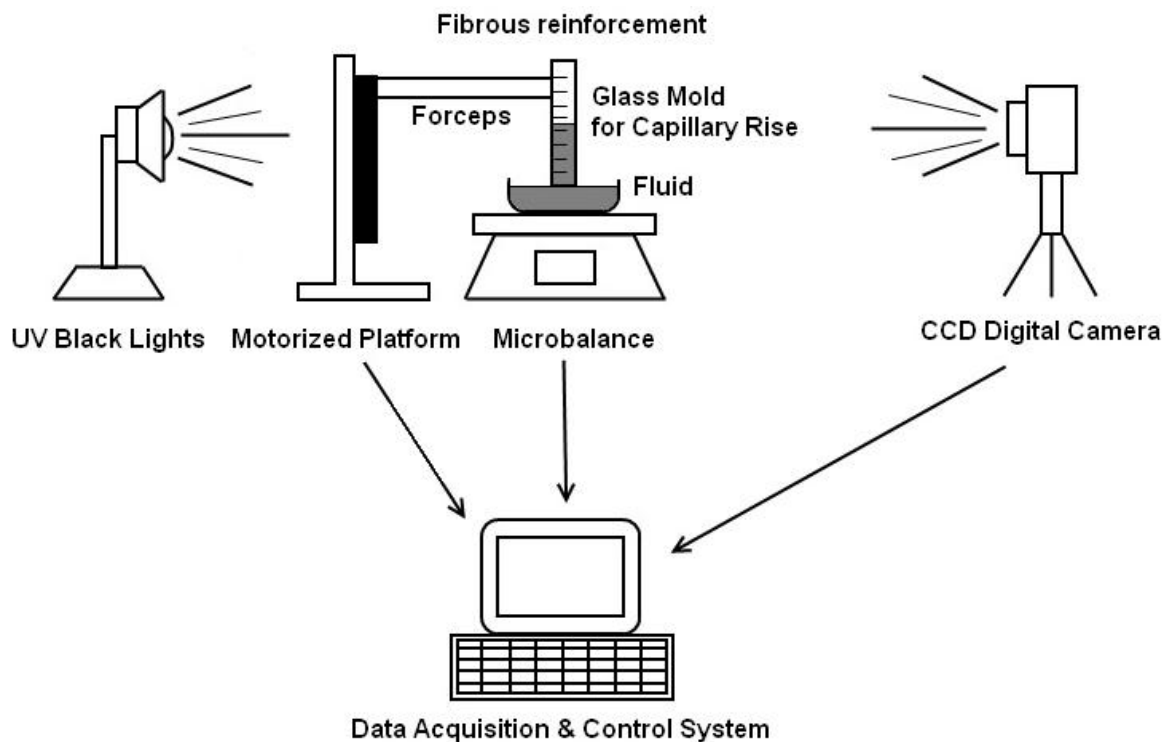 Fibrous reinforcement
Forceps
Glass Mold
for Capillary Rise
Fluid
UV Black Lights
Motorized Platform
Microbalance
CCD Digital Camera
Data Acquisition & Control System